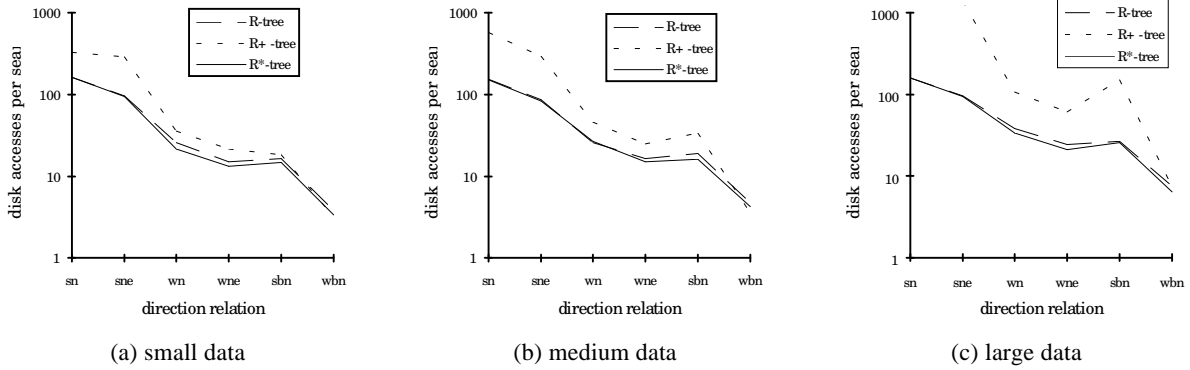 1000
100
10
1
disk accesses per sear
R-tree
R+ -tree
R*-tree
sn sne wn wne sbn wbn
direction relation
(a) small data
1000
100
10
1
disk accesses per sear
R-tree
R+ -tree
R*-tree
sn sne wn wne sbn wbn
direction relation
(b) medium data
1000
100
10
1
disk accesses per sear
R-tree
R+ -tree
R*-tree
sn sne wn wne sbn wbn
direction relation
(c) large data